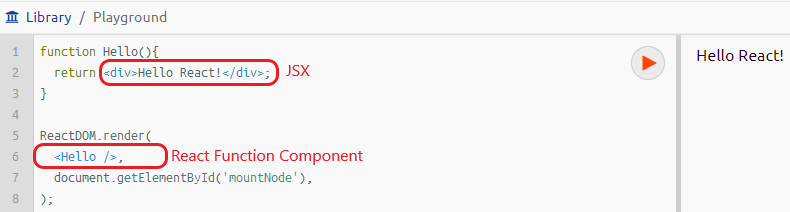 Library / Playground
1 function Hello(){
2 return <div>Hello React!</div>; JSX
3 }
4
5 ReactDOM.render(
6 <Hello />, React Function Component
7 document.getElementById('mountNode'),
8 );
Hello React!